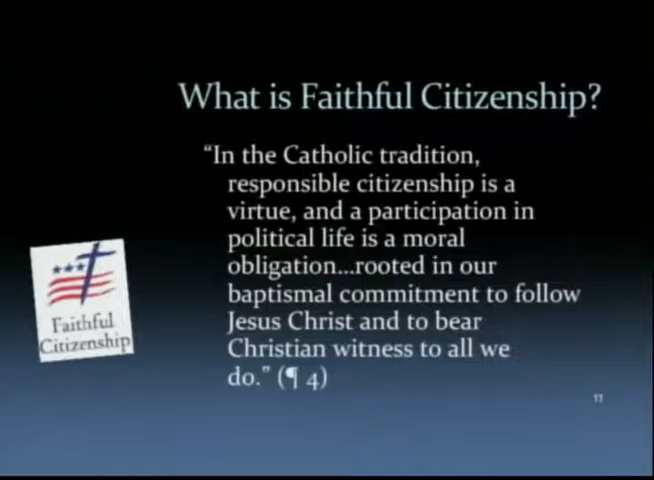 What is Faithful Citizenship?
“In the Catholic tradition,
responsible citizenship is a
virtue, and a participation in
political life is a moral
obligation...rooted in our
baptismal commitment to follow
Jesus Christ and to bear
Christian witness to all we
do.” (¶ 4)
Faithful
Citizenship
11